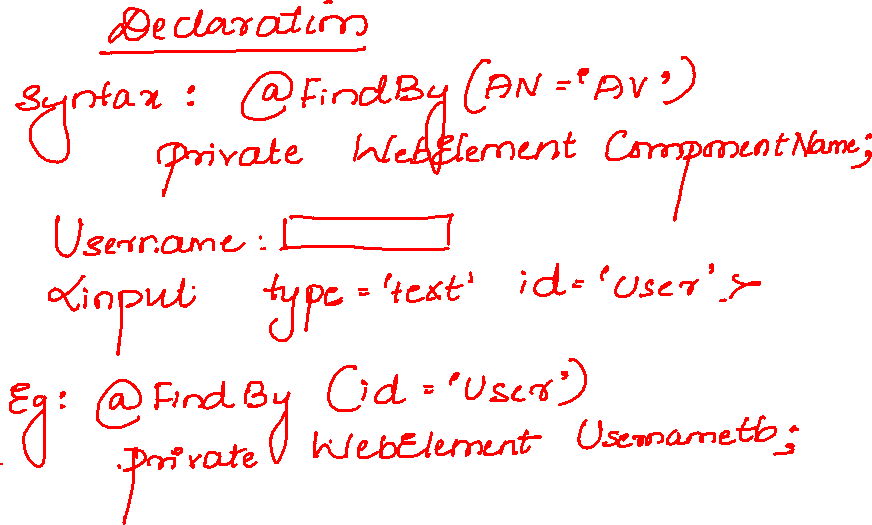 Declaration
Syntax : @FindBy (AN = 'AV')
private WebElement ComponentName;
Username :
<input type = 'text' id = 'User'>
Eg : @FindBy (id = 'User')
private WebElement Usernametb;